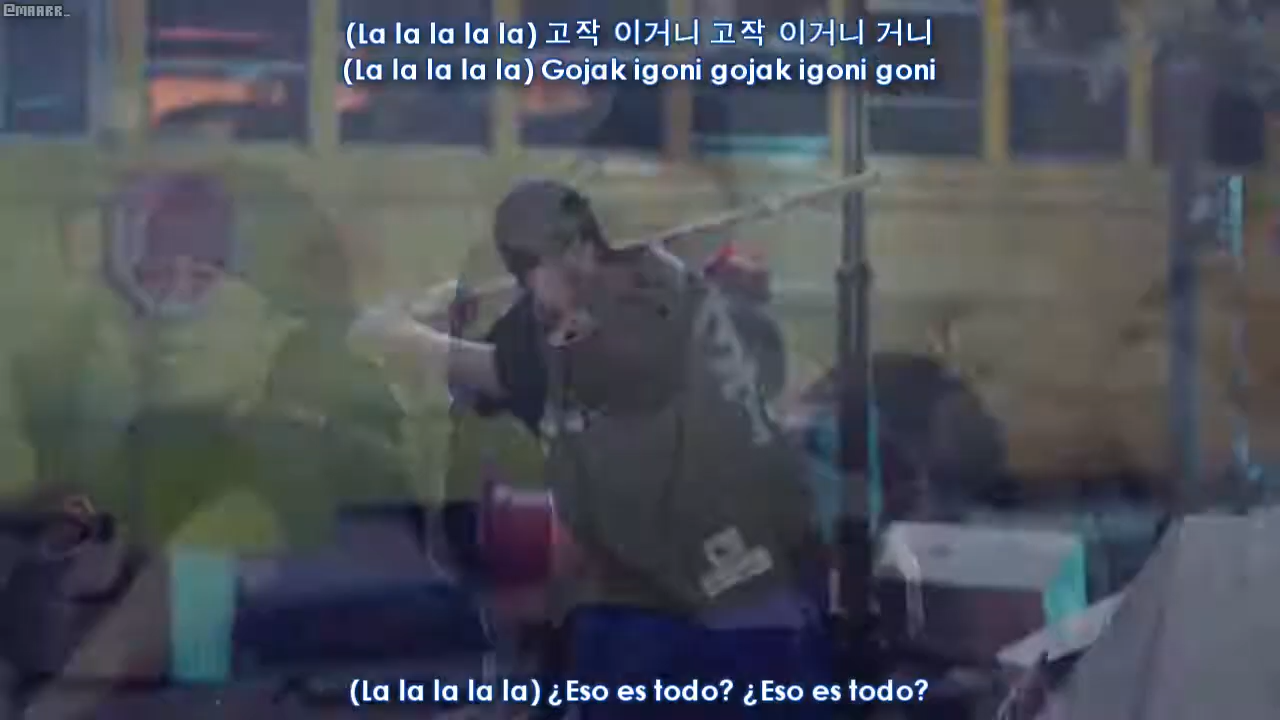 @MAARR_
(La la la la la) 고작 이거니 고작 이거니 거니
(La la la la la) Gojak igoni gojak igoni goni
(La la la la la) ¿Eso es todo? ¿Eso es todo?